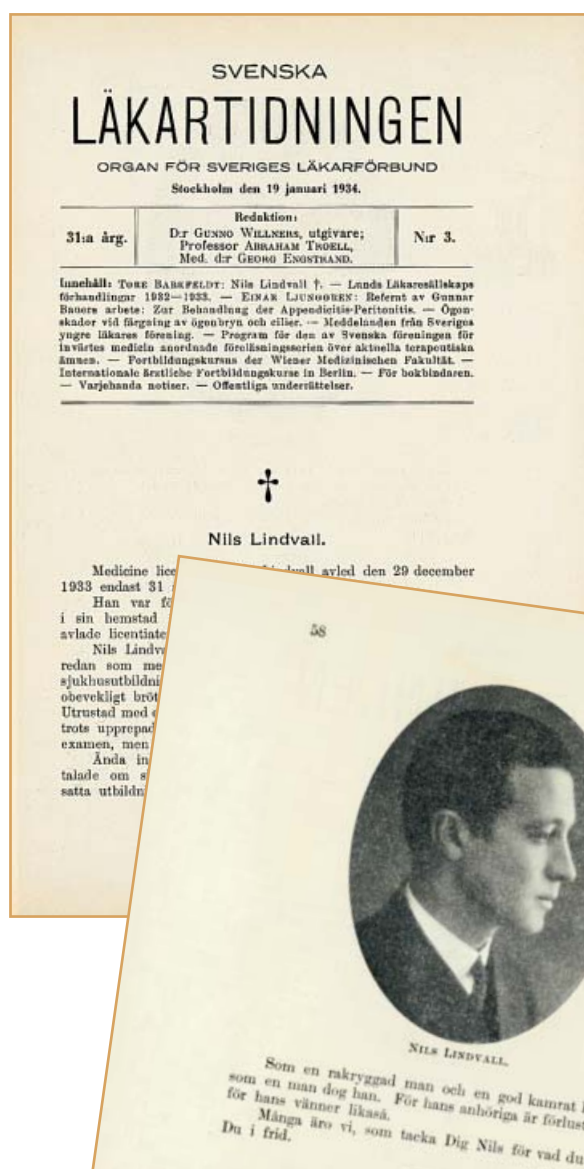 SVENSKA
LÄKARTIDNINGEN
ORGAN FÖR SVERIGES LÄKARFÖRBUND
Stockholm den 19 januari 1934.
31:a årg.
Redaktion:
D:r GUNNO WILLNERS, utgivare;
Professor ABRAHAM TROELL,
Med. d:r GEORG ENGSTRAND.
N:r 3.
Innehåll: TORE BARKFELDT: Nils Lindvall †. — Lunds Läkaresällskaps
förhandlingar 1932—1933. — EINAR LJUNGGREN: Referat av Gunnar
Bauers arbete: Zur Behandlung der Appendicitis-Peritonitis. — Ögon-
skador vid färgning av ögonbryn och cilier. — Meddelanden från Sveriges
yngre läkares förening. — Program för den av Svenska föreningen för
invärtes medicin anordnade föreläsningsserien över aktuella terapeutiska
ämnen. — Fortbildungskursus der Wiener Medizinischen Fakultät. —
Internationale ärztliche Fortbildungskurse in Berlin. — För bokbindaren.
— Varjehanda notiser. — Offentliga underrättelser.
†
Nils Lindvall.
Medicine lice Lindvall avled den 29 december
1933 endast 31
Han var fö
i sin hemstad
avlade licentiate
Nils Lindva
redan som me
sjukhusutbildni
obevekligt bröt
Utrustad med
trots upprepad
examen, men
Ända in
talade om s
satta utbildn
58
NILS LINDVALL.
Som en rakryggad man och en god kamrat
som en man dog han. För hans anhöriga är förlust
för hans vänner likaså.
Många äro vi, som tacka Dig Nils för vad du
Du i frid.